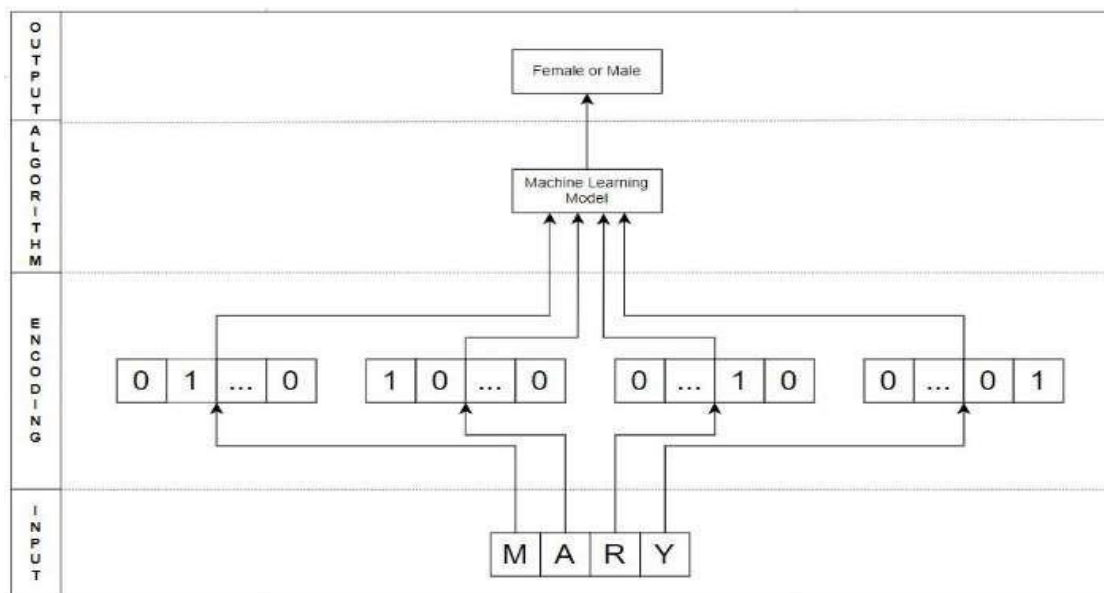 OUTPUT
Female or Male
ALGORITHM
Machine Learning
Model
ENCODING
0 1 ... 0
1 0 ... 0
0 ... 1 0
0 ... 0 1
INPUT
M A R Y